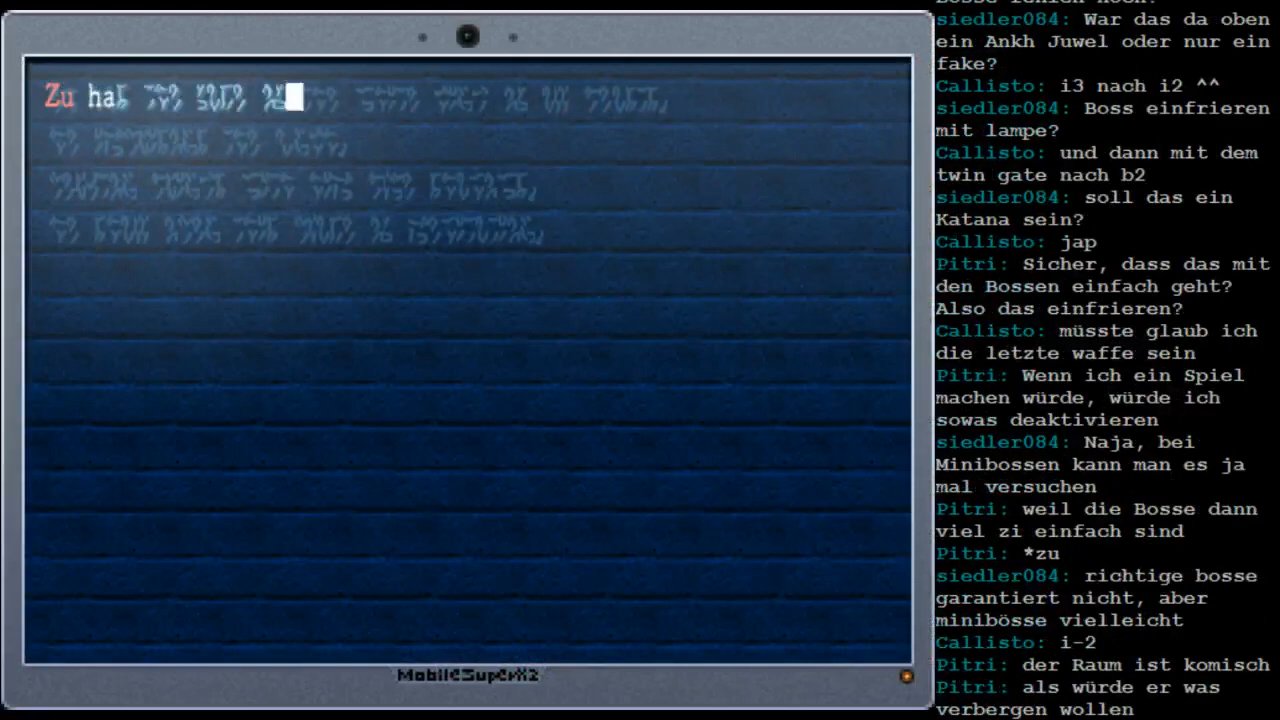 Zu ha
MobileSuperX2
siedler084: War das da oben
ein Ankh Juwel oder nur ein
fake?
Callisto: i3 nach i2 ^^
siedler084: Boss einfrieren
mit lampe?
Callisto: und dann mit dem
twin gate nach b2
siedler084: soll das ein
Katana sein?
Callisto: jap
Pitri: Sicher, dass das mit
den Bossen einfach geht?
Also das einfrieren?
Callisto: müsste glaub ich
die letzte waffe sein
Pitri: Wenn ich ein Spiel
machen würde, würde ich
sowas deaktivieren
siedler084: Naja, bei
Minibossen kann man es ja
mal versuchen
Pitri: weil die Bosse dann
viel zi einfach sind
Pitri: *zu
siedler084: richtige bosse
garantiert nicht, aber
minibösse vielleicht
Callisto: i-2
Pitri: der Raum ist komisch
Pitri: als würde er was
verbergen wollen